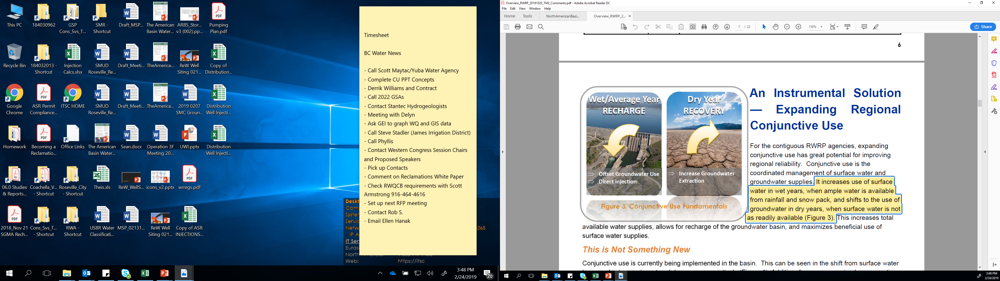 This PC
184030962
GSP
Cons_Svs_T...
SMR -
Shortcut
Draft_MSP...
The American
Basin Water...
ARBS_Stor...
v3 (002).pp...
Pumping
Plan.pdf
Recycle Bin
184032013 -
Shortcut
Injection
Calcs.xlsx
SMUD
Roseville_Re...
Draft_Meeti...
TheAmerica...
ReW Well
Siting 021...
Copy of
Distribution...
Google
Chrome
ASR Permit
Compliance...
ITSC HOME
SMUD
Roseville_Re...
Draft_Meeti...
TheAmerica...
2019 0207
SMC Groun...
Distribution
Well Injecti...
Homework
Becoming a
Reclamatio...
Office Links
The American
Basin Water...
Sean.docx
Operation 3F
Meeting 20...
UWI.pptx
Distribution
Well Injecti...
06.0 Studies
& Reports...
Coachella_V...
- Shortcut
Roseville_City
- Shortcut
Theis.xls
ReW_WellS...
icons_v2.pptx
wrregs.pdf
2018_Nov 21
SGMA Rech...
Cons_Svs_T...
- Shortcut
RWA -
Shortcut
USBR Water
Classificati...
MSP_02131...
ReW Well
Siting 021...
Copy of ASR
INJECTIONS...
Timesheet
BC Water News
- Call Scott Maytac/Yuba Water Agency
- Complete CU PPT Concepts
- Derrik Williams and Contract
- Call 2022 GSAs
- Contact Stantec Hydrogeologists
- Meeting with Delyn
- Ask GEI to graph WQ and GIS data
- Call Steve Stadler (James Irrigation District)
- Call Phyllis
- Contact Western Congress Session Chairs
and Proposed Speakers
- Pick up Contacts
- Comment on Reclamations White Paper
- Check RWQCB requirements with Scott
Armstrong 916-464-4616
- Set up next RFP meeting
- Contact Rob S.
- Email Ellen Hanak
Deskt
Comp
System
Servic
Netw
265
IP A
IT Ser
Eurasi
North
Web: https://itsc
3:48 PM
2/24/2019
20
Overview_RWRP_20181020_TMJ_Comments.pdf - Adobe Acrobat Reader DC
File Edit View Window Help
Home Tools NorthAmericanBasi... Overview_RWRP_2... ×
7 / 22 150% Share
6
Wet/Average Year
RECHARGE
⇒ Offset Groundwater Use
⇒ Direct injection
Dry Year
RECOVERY
⇒ Increase Groundwater
Extraction
Figure 3. Conjunctive Use Fundamentals
An Instrumental Solution
— Expanding Regional
Conjunctive Use
For the contiguous RWRP agencies, expanding
conjunctive use has great potential for improving
regional reliability. Conjunctive use is the
coordinated management of surface water and
groundwater supplies. It increases use of surface
water in wet years, when ample water is available
from rainfall and snow pack, and shifts to the use of
groundwater in dry years, when surface water is not
as readily available (Figure 3). This increases total
available water supplies, allows for recharge of the groundwater basin, and maximizes beneficial use of
surface water supplies.
This is Not Something New
Conjunctive use is currently being implemented in the basin. This can be seen in the shift from surface water
3:48 PM
2/24/2019